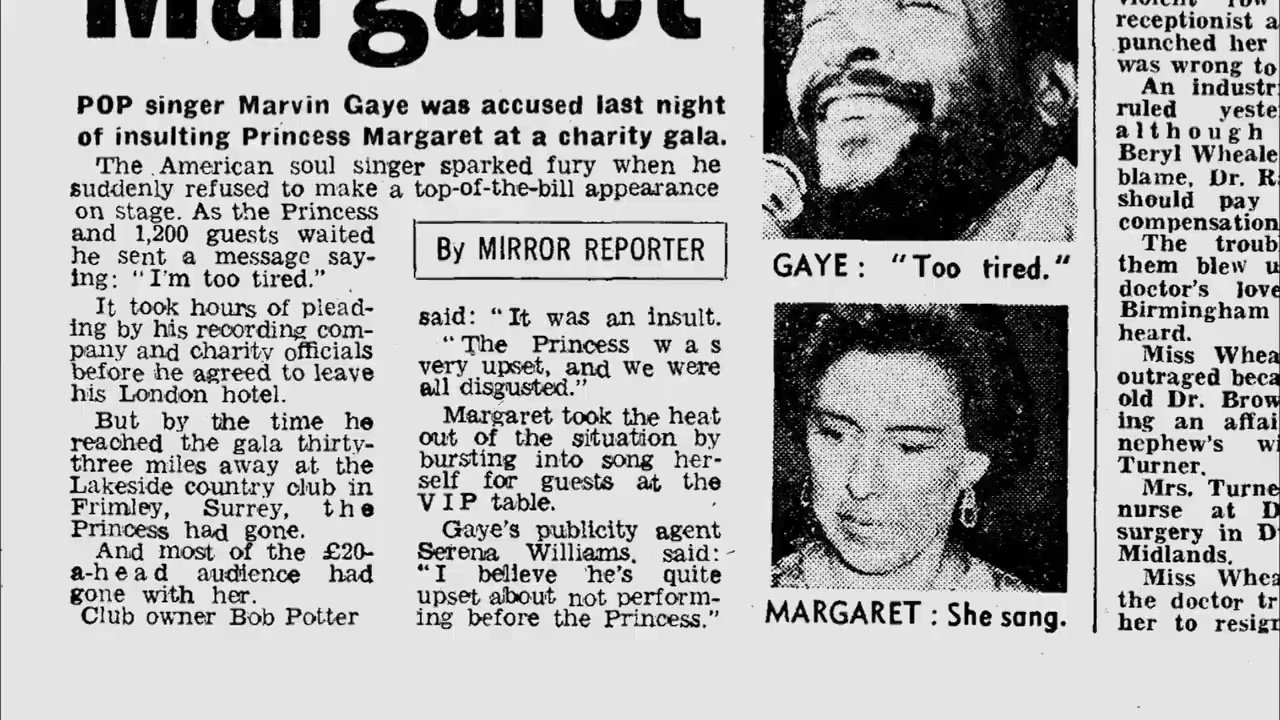 Margaret
POP singer Marvin Gaye was accused last night
of insulting Princess Margaret at a charity gala.
The American soul singer sparked fury when he
suddenly refused to make a top-of-the-bill appearance
on stage. As the Princess
and 1,200 guests waited
he sent a message say-
ing: "I'm too tired."
It took hours of plead-
ing by his recording com-
pany and charity officials
before he agreed to leave
his London hotel.
But by the time he
reached the gala thirty-
three miles away at the
Lakeside country club in
Frimley, Surrey, the
Princess had gone.
And most of the £20-
a-head audience had
gone with her.
Club owner Bob Potter
By MIRROR REPORTER
said: "It was an insult.
"The Princess was
very upset, and we were
all disgusted."
Margaret took the heat
out of the situation by
bursting into song her-
self for guests at the
VIP table.
Gaye's publicity agent
Serena Williams, said:
"I believe he's quite
upset about not perform-
ing before the Princess."
GAYE: "Too tired."
MARGARET: She sang.
violent row
receptionist a
punched her
was wrong to
An industri
ruled yeste
although
Beryl Wheale
blame, Dr. R
should pay
compensation
The troub
them blew u
doctor's love
Birmingham
heard.
Miss Whea
outraged beca
old Dr. Brow
ing an affai
nephew's wi
Turner.
Mrs. Turne
nurse at D
surgery in D
Midlands.
Miss Whea
the doctor tr
her to resign